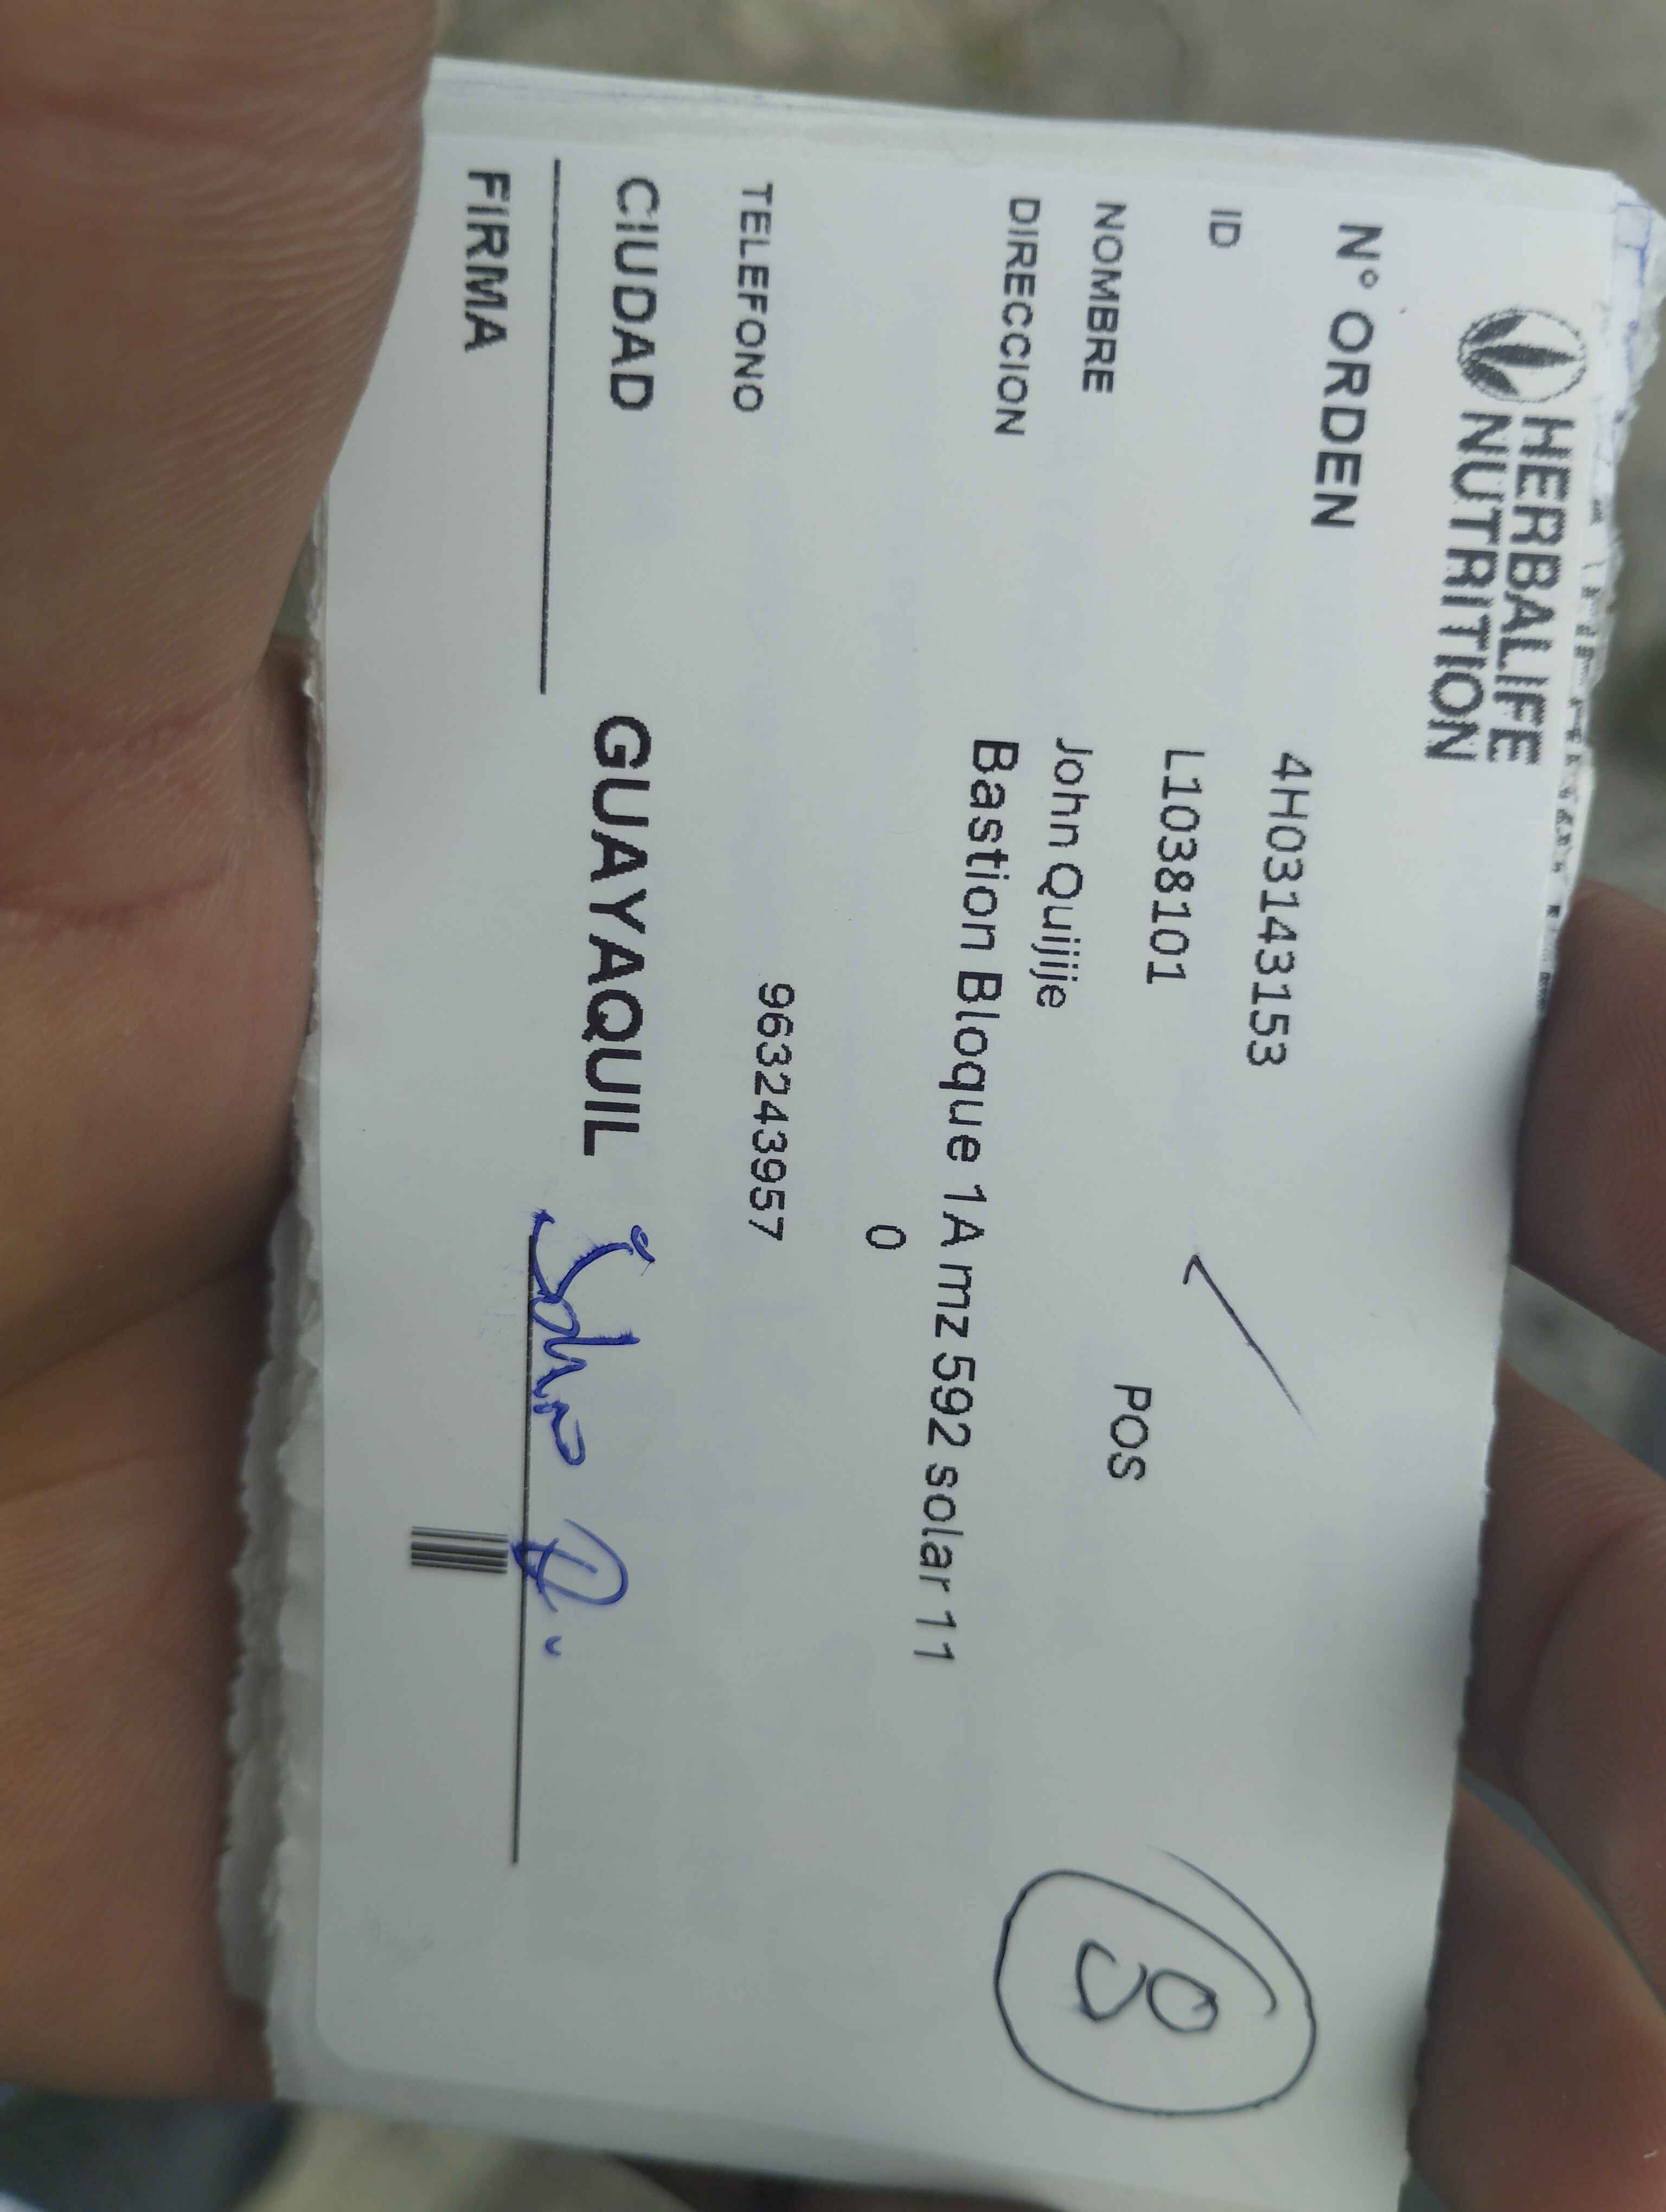 HERBALIFE
NUTRITION
N° ORDEN 4H03143153
ID L1038101
POS
NOMBRE John Quijije
DIRECCION Bastion Bloque 1A mz 592 solar 11
0
TELEFONO 963243957
CIUDAD GUAYAQUIL
John Q.
FIRMA
8